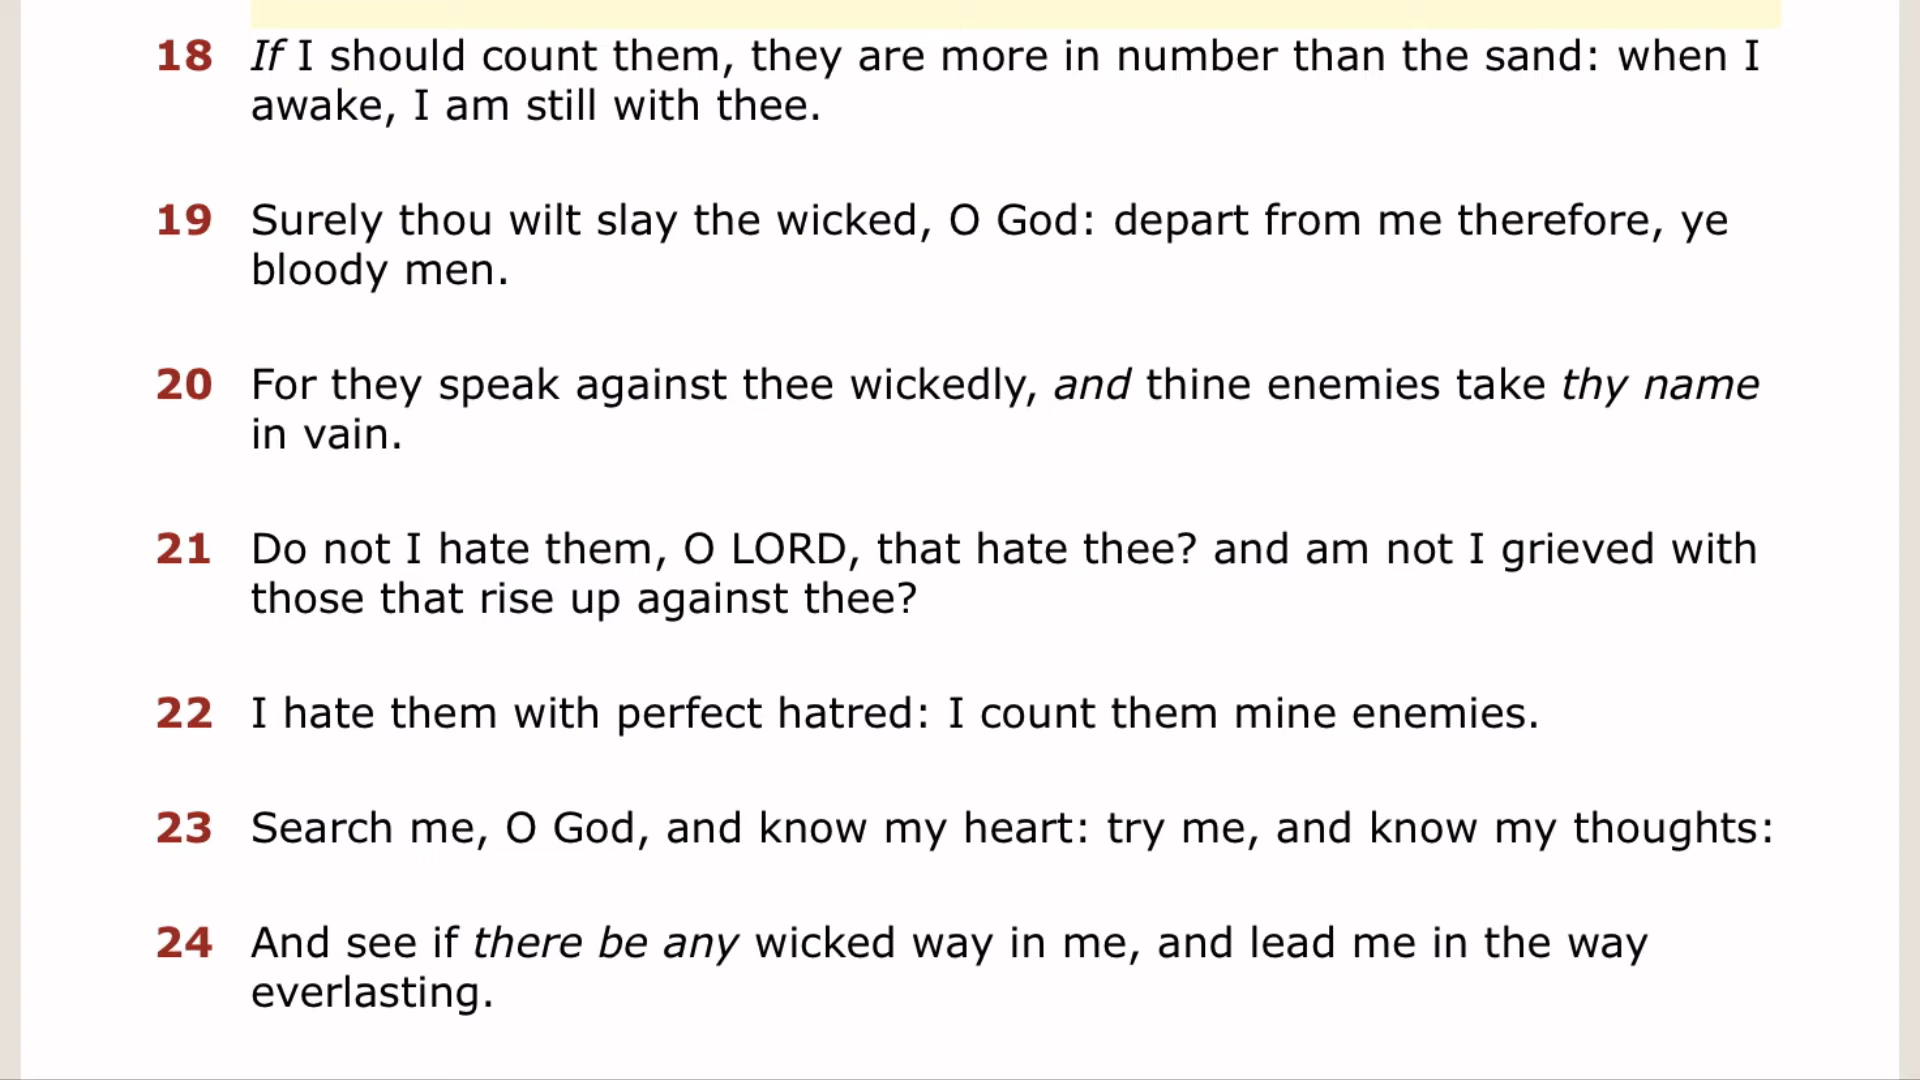 18 If I should count them, they are more in number than the sand: when I
awake, I am still with thee.
19 Surely thou wilt slay the wicked, O God: depart from me therefore, ye
bloody men.
20 For they speak against thee wickedly, and thine enemies take thy name
in vain.
21 Do not I hate them, O LORD, that hate thee? and am not I grieved with
those that rise up against thee?
22 I hate them with perfect hatred: I count them mine enemies.
23 Search me, O God, and know my heart: try me, and know my thoughts:
24 And see if there be any wicked way in me, and lead me in the way
everlasting.